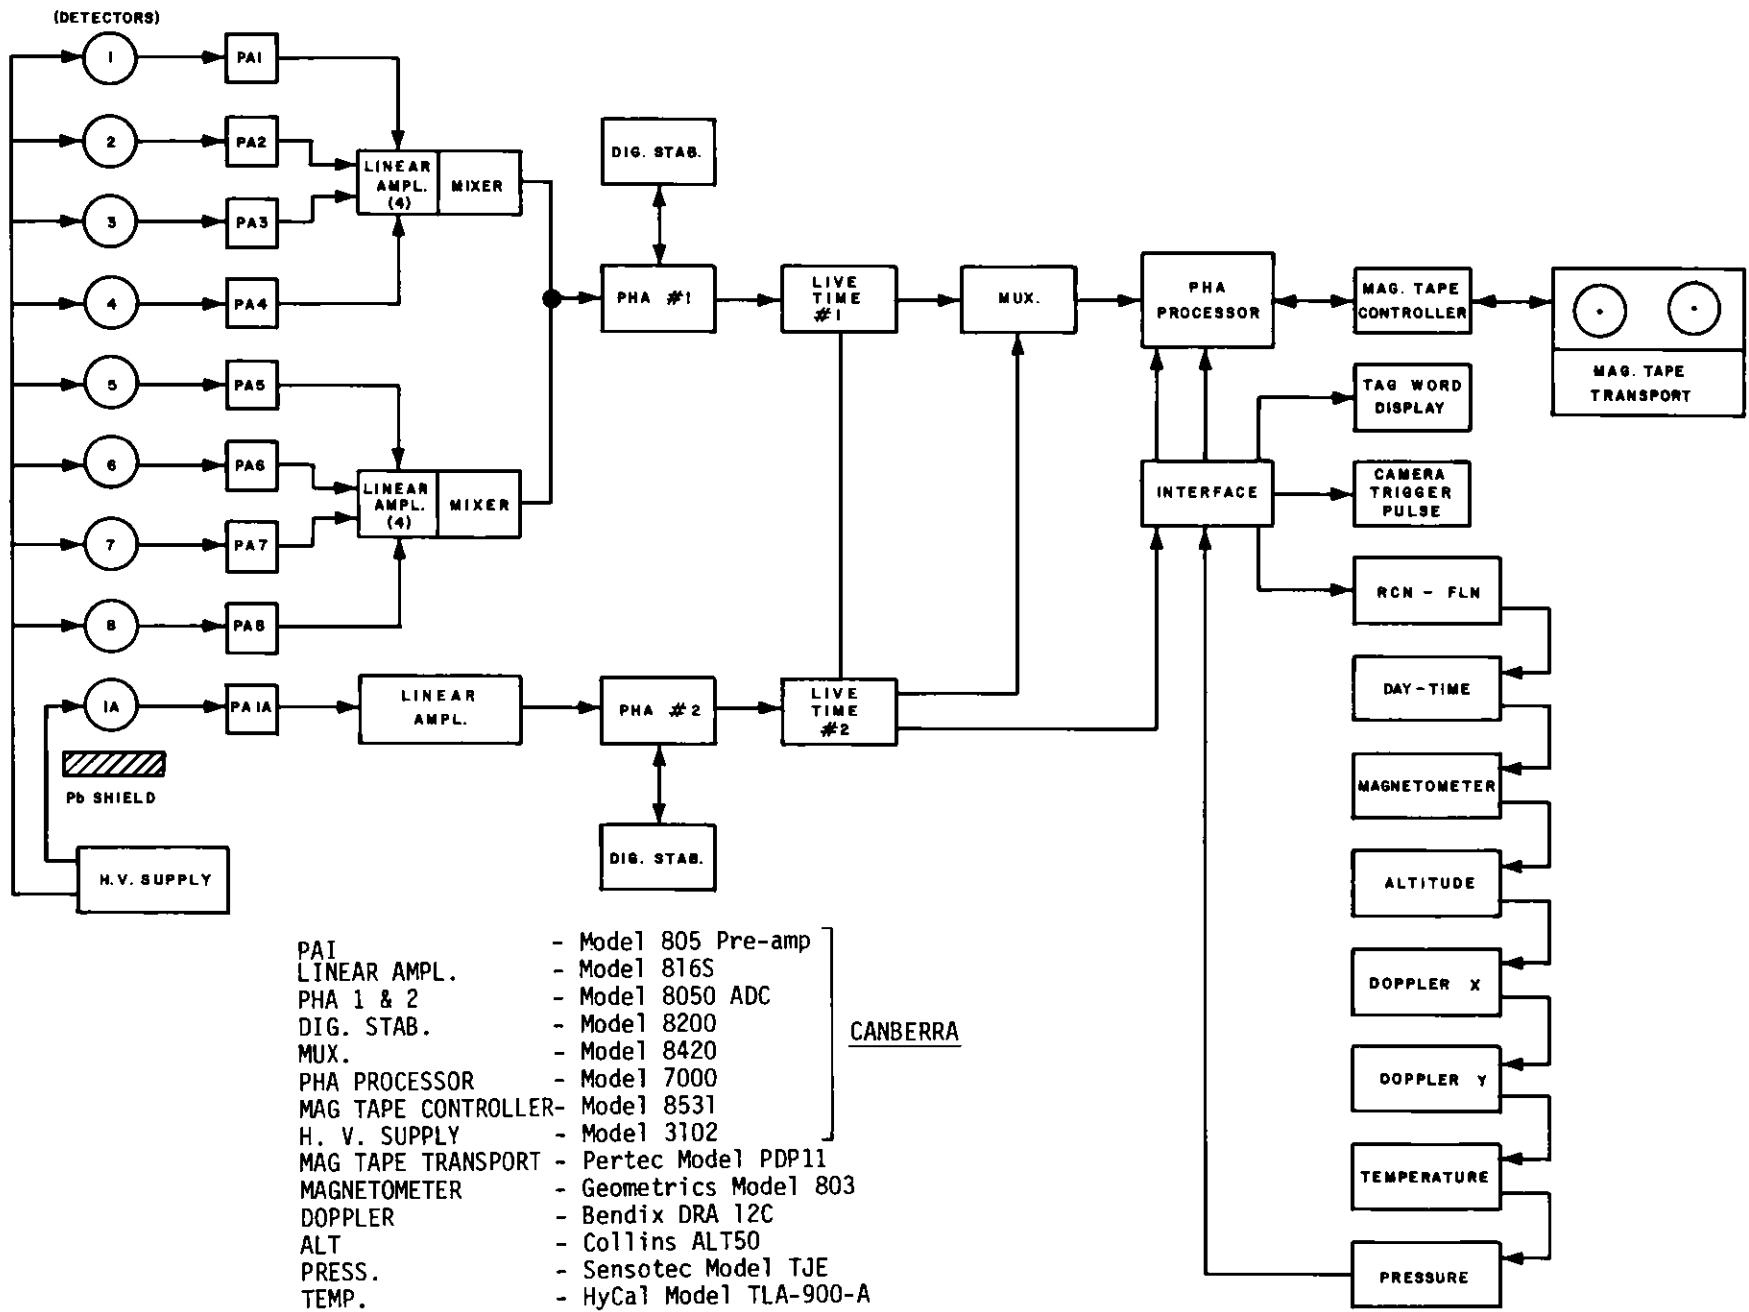 (DETECTORS)
1
PA1
2
PA2
3
PA3
4
PA4
5
PA5
6
PA6
7
PA7
8
PA8
1A
PA1A
LINEAR
AMPL.
(4)
MIXER
LINEAR
AMPL.
(4)
MIXER
LINEAR
AMPL.
Pb SHIELD
H.V. SUPPLY
DIG. STAB.
PHA #1
LIVE
TIME
#1
MUX.
PHA
PROCESSOR
MAG. TAPE
CONTROLLER
MAG. TAPE
TRANSPORT
PHA #2
LIVE
TIME
#2
DIG. STAB.
INTERFACE
TAG WORD
DISPLAY
CAMERA
TRIGGER
PULSE
RCN - FLN
DAY-TIME
MAGNETOMETER
ALTITUDE
DOPPLER X
DOPPLER Y
TEMPERATURE
PRESSURE
PAI - Model 805 Pre-amp
LINEAR AMPL. - Model 816S
PHA 1 & 2 - Model 8050 ADC
DIG. STAB. - Model 8200
MUX. - Model 8420
PHA PROCESSOR - Model 7000
MAG TAPE CONTROLLER- Model 8531
H. V. SUPPLY - Model 3102
CANBERRA
MAG TAPE TRANSPORT - Pertec Model PDP11
MAGNETOMETER - Geometrics Model 803
DOPPLER - Bendix DRA 12C
ALT - Collins ALT50
PRESS. - Sensotec Model TJE
TEMP. - HyCal Model TLA-900-A